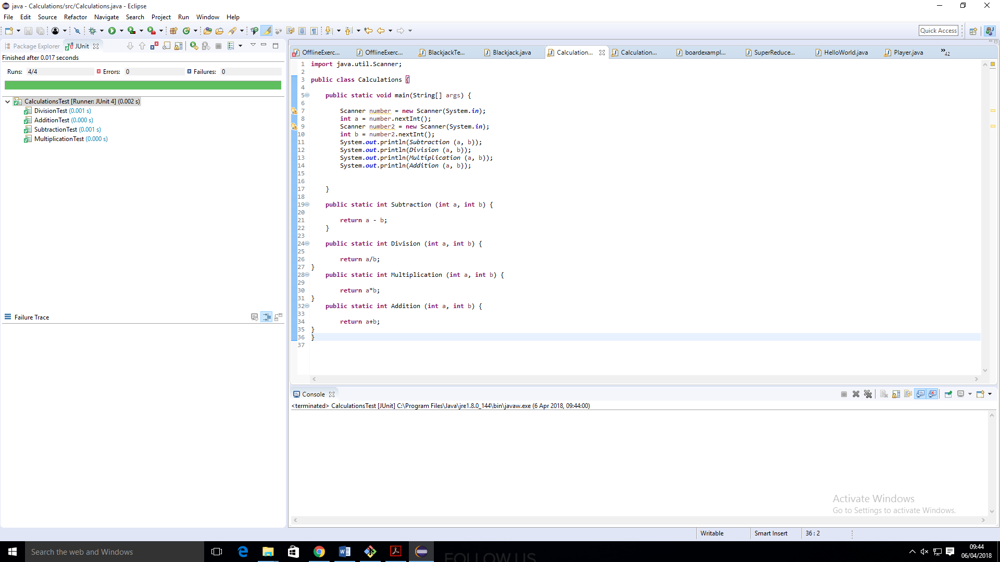 java - Calculations/src/Calculations.java - Eclipse
File Edit Source Refactor Navigate Search Project Run Window Help
Quick Access
Package Explorer JUnit
Finished after 0.017 seconds
Runs: 4/4 Errors: 0 Failures: 0
CalculationsTest [Runner: JUnit 4] (0.002 s)
DivisionTest (0.001 s)
AdditionTest (0.000 s)
SubtractionTest (0.001 s)
MultiplicationTest (0.000 s)
Failure Trace
OfflineExerc... OfflineExerc... BlackjackTe... Blackjack.java Calculation... Calculation... boardexampl... SuperReduce... HelloWorld.java Player.java »42
1 import java.util.Scanner;
2
3 public class Calculations {
4
5 public static void main(String[] args) {
6
7 Scanner number = new Scanner(System.in);
8 int a = number.nextInt();
9 Scanner number2 = new Scanner(System.in);
10 int b = number2.nextInt();
11 System.out.println(Subtraction (a, b));
12 System.out.println(Division (a, b));
13 System.out.println(Multiplication (a, b));
14 System.out.println(Addition (a, b));
15
16
17 }
18
19 public static int Subtraction (int a, int b) {
20
21 return a - b;
22 }
23
24 public static int Division (int a, int b) {
25
26 return a/b;
27 }
28 public static int Multiplication (int a, int b) {
29
30 return a*b;
31 }
32 public static int Addition (int a, int b) {
33
34 return a+b;
35 }
36 }
37
Console
<terminated> CalculationsTest [JUnit] C:\Program Files\Java\jre1.8.0_144\bin\javaw.exe (6 Apr 2018, 09:44:00)
Activate Windows
Go to Settings to activate Windows.
Writable Smart Insert 36 : 2
Search the web and Windows
FOLLOW US
09:44
06/04/2018